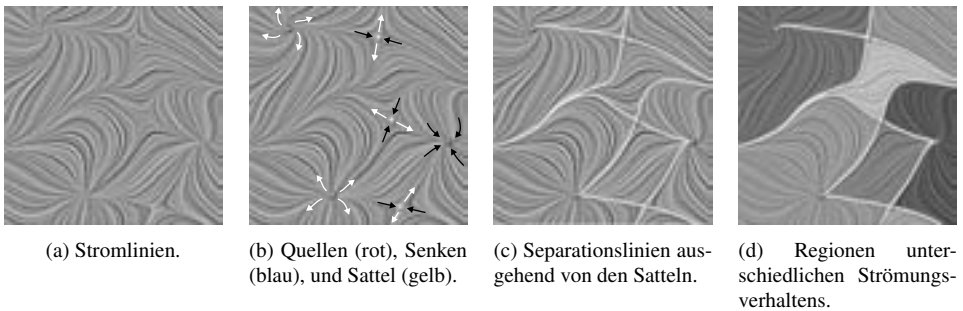 (a) Stromlinien.
(b) Quellen (rot), Senken
(blau), und Sattel (gelb).
(c) Separationslinien aus-
gehend von den Satteln.
(d) Regionen unter-
schiedlichen Strömungs-
verhaltens.